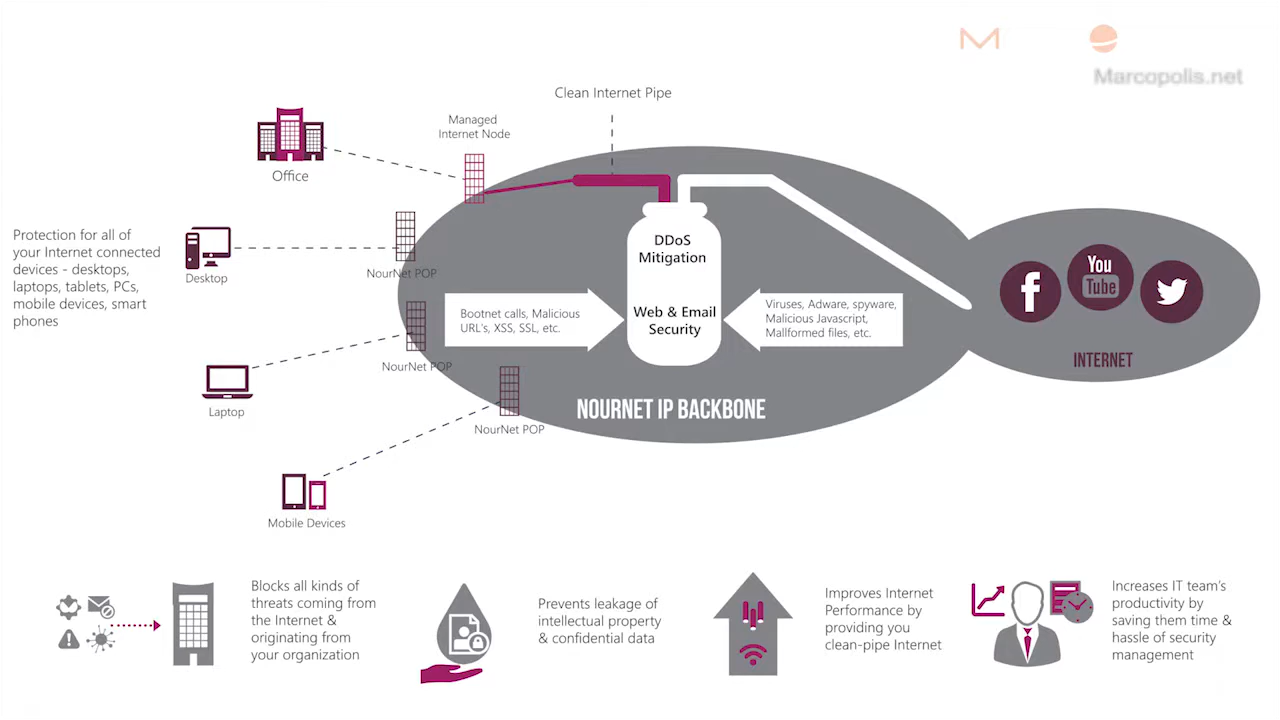 Marcopolis.net
Clean Internet Pipe
Managed
Internet Node
Office
Protection for all of
your Internet connected
devices - desktops,
laptops, tablets, PCs,
mobile devices, smart
phones
Desktop
NourNet POP
DDoS
Mitigation
Web & Email
Security
Bootnet calls, Malicious
URL's, XSS, SSL, etc.
Viruses, Adware, spyware,
Malicious Javascript,
Mallformed files, etc.
You
Tube
INTERNET
NourNet POP
Laptop
NOURNET IP BACKBONE
NourNet POP
Mobile Devices
Blocks all kinds of
threats coming from
the Internet &
originating from
your organization
Prevents leakage of
intellectual property
& confidential data
Improves Internet
Performance by
providing you
clean-pipe Internet
Increases IT team's
productivity by
saving them time &
hassle of security
management